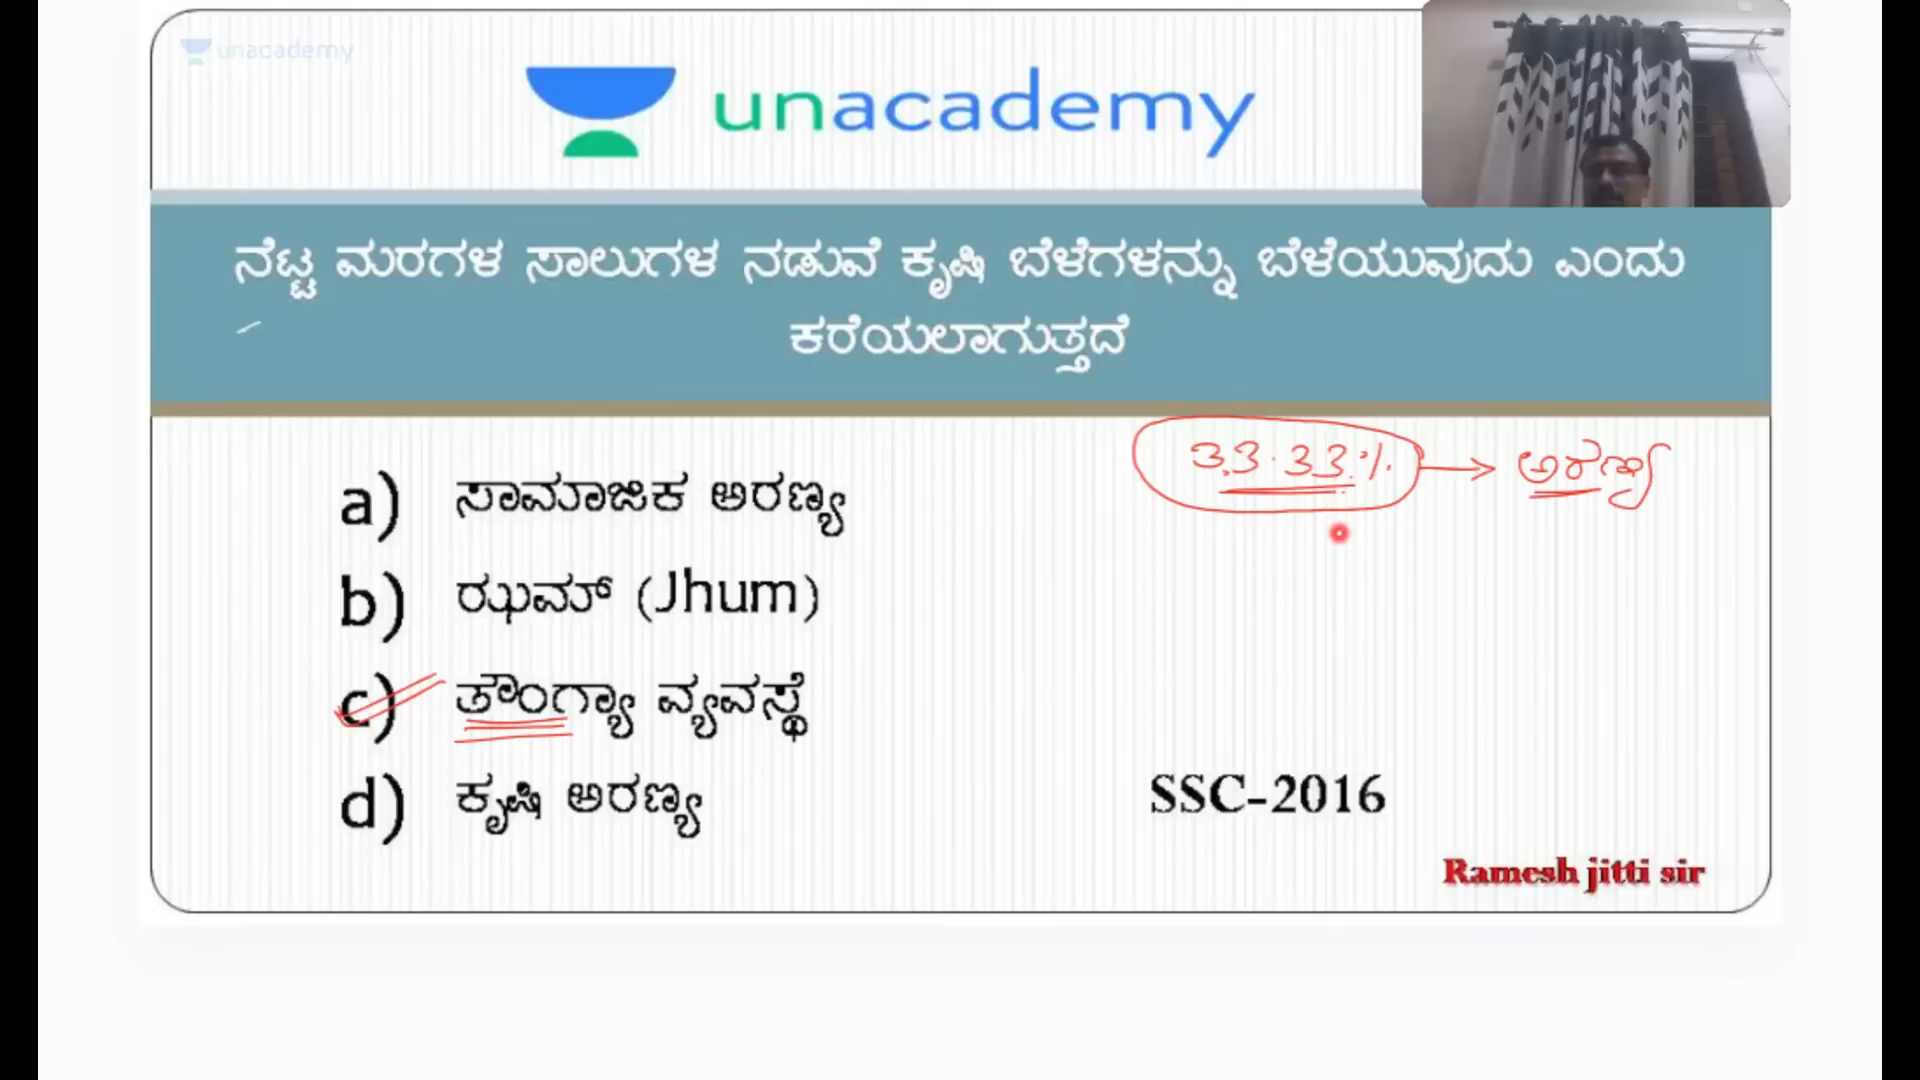 unacademy
unacademy
ನೆಟ್ಟ ಮರಗಳ ಸಾಲುಗಳ ನಡುವೆ ಕೃಷಿ ಬೆಳೆಗಳನ್ನು ಬೆಳೆಯುವುದು ಎಂದು
ಕರೆಯಲಾಗುತ್ತದೆ
33.33% → ಅರಣ್ಯ
a) ಸಾಮಾಜಿಕ ಅರಣ್ಯ
b) ಝುಮ್ (Jhum)
c) ತೌಂಗ್ಯಾ ವ್ಯವಸ್ಥೆ
d) ಕೃಷಿ ಅರಣ್ಯ
SSC-2016
Ramesh jitti sir